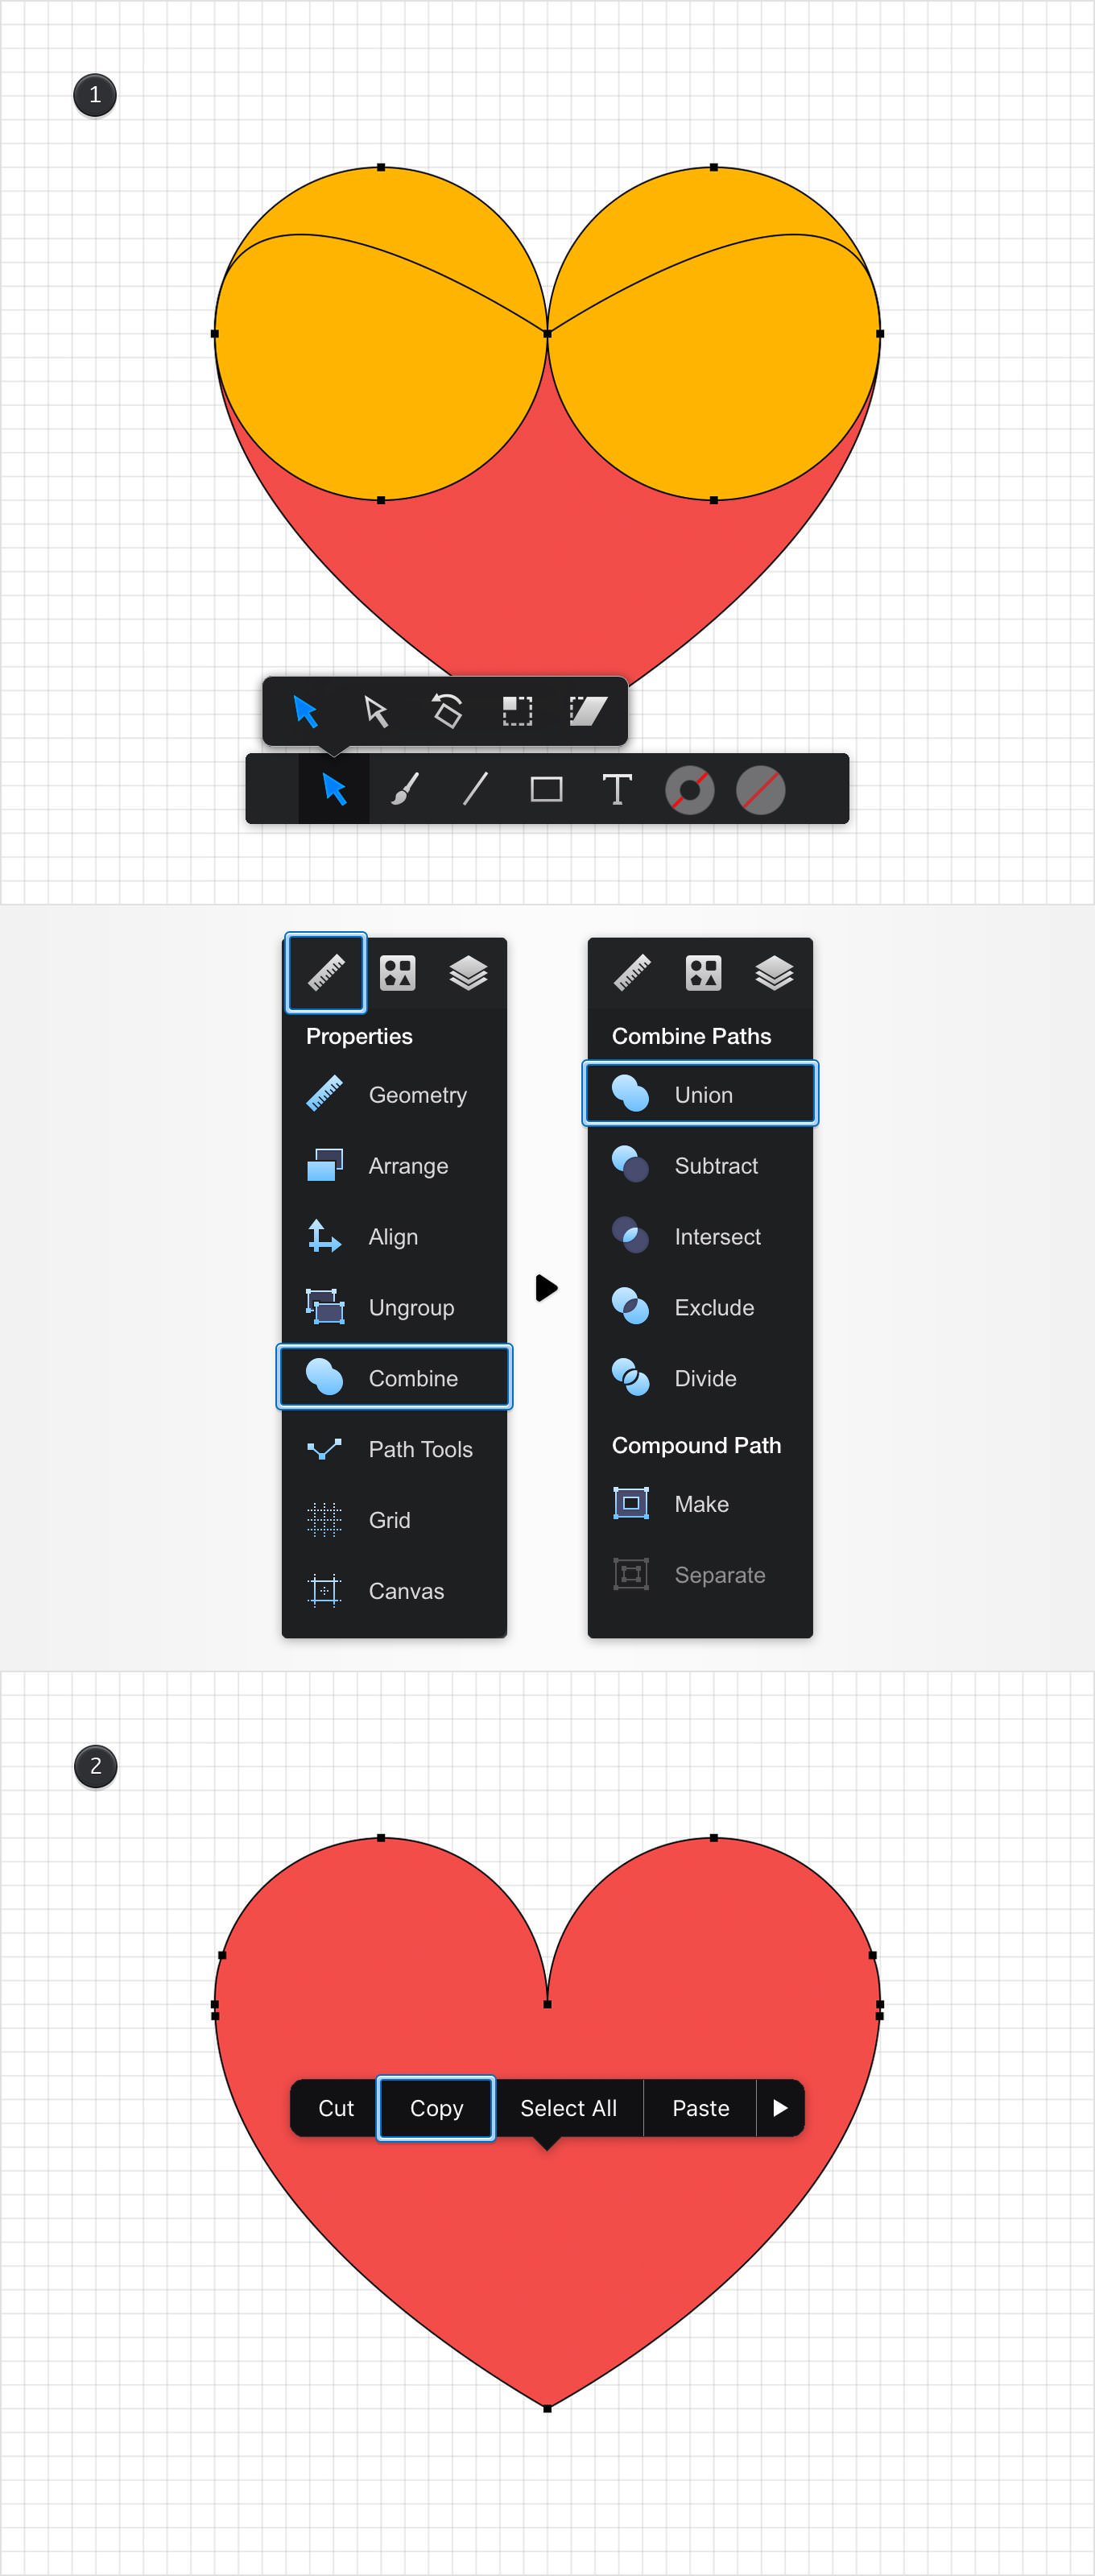 1
T
Properties
Geometry
Arrange
Align
Ungroup
Combine
Path Tools
Grid
Canvas
Combine Paths
Union
Subtract
Intersect
Exclude
Divide
Compound Path
Make
Separate
2
Cut Copy Select All Paste